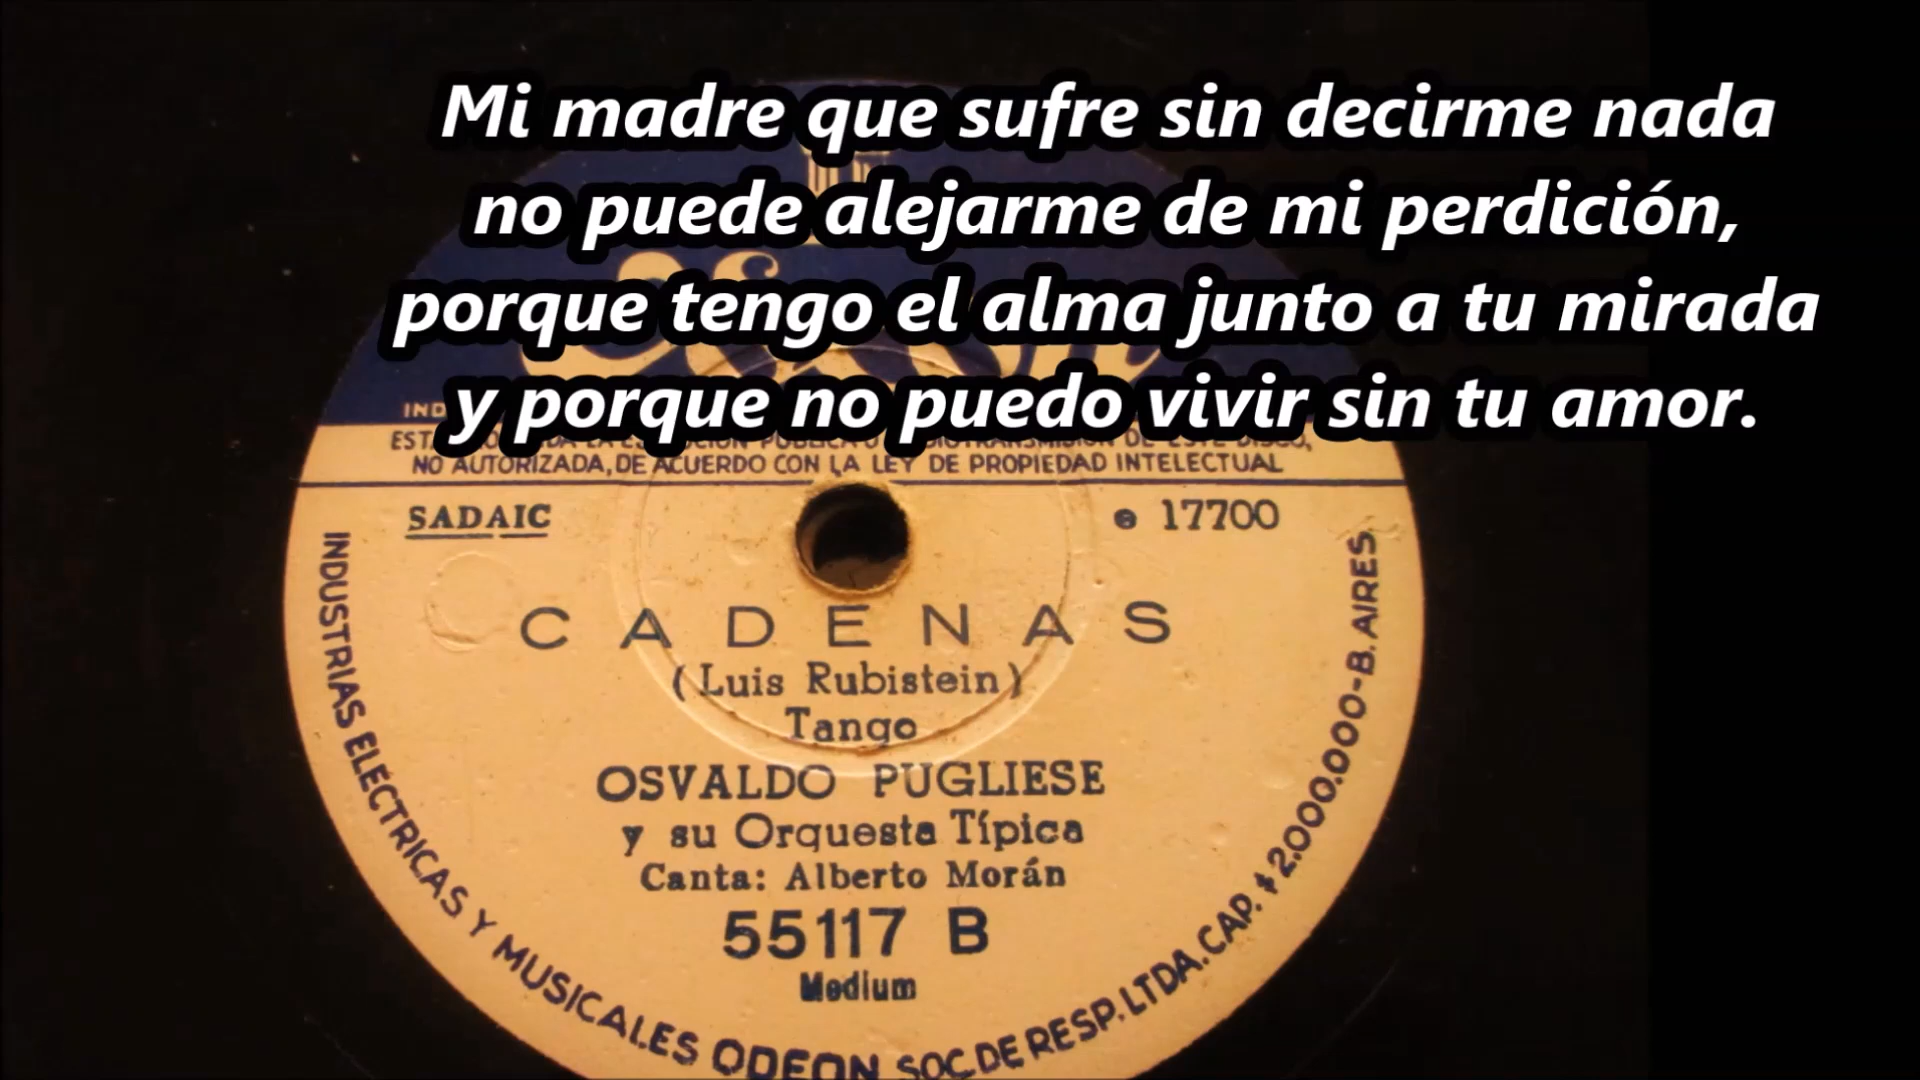 Mi madre que sufre sin decirme nada
no puede alejarme de mi perdición,
porque tengo el alma junto a tu mirada
y porque no puedo vivir sin tu amor.
NO AUTORIZADA, DE ACUERDO CON LA LEY DE PROPIEDAD INTELECTUAL
SADAIC
e 17700
CADENAS
(Luis Rubistein)
Tango
OSVALDO PUGLIESE
y su Orquesta Típica
Canta: Alberto Morán
55117 B
Medium
INDUSTRIAS ELÉCTRICAS Y MUSICALES ODEON SOC. DE RESP. LTDA. CAP. $ 2.000.000-B. AIRES.